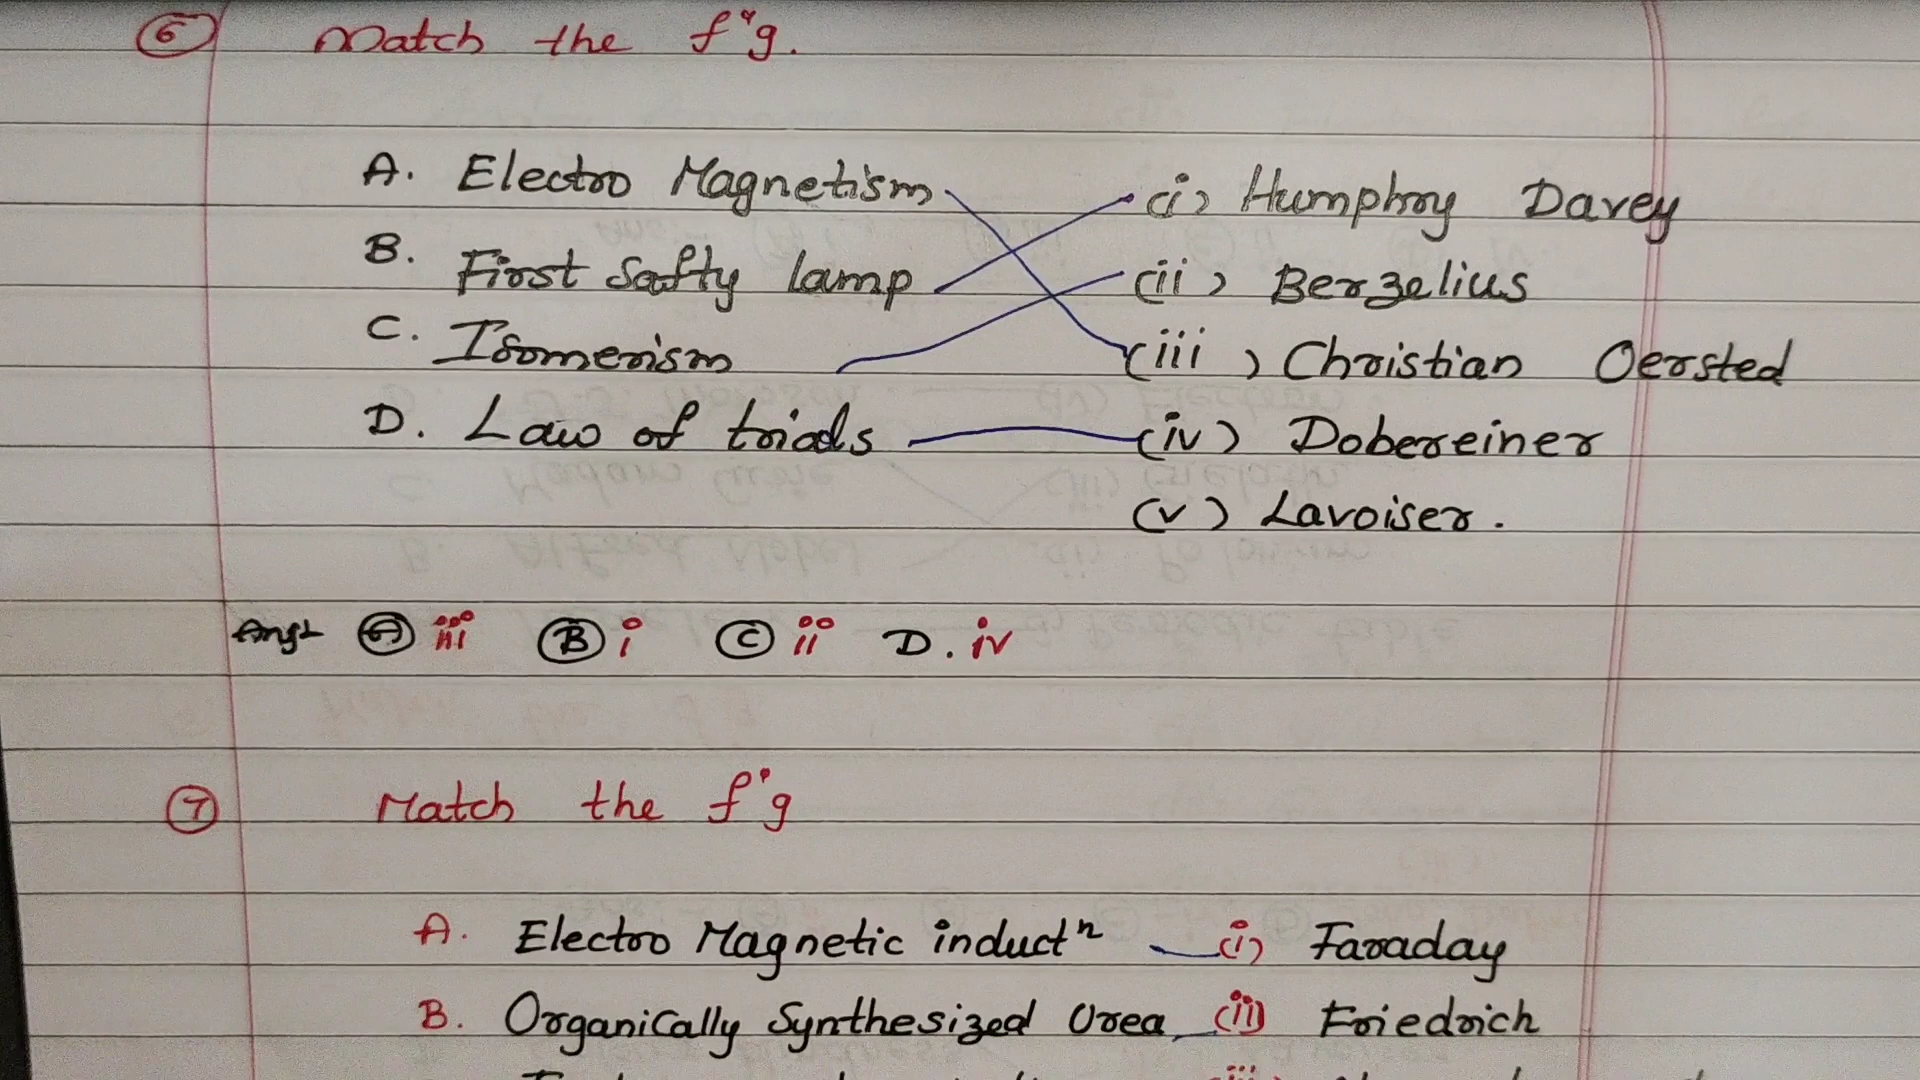 6 Match the f"g.
A. Electro Magnetism (i) Humphry Davey
B. First Safty lamp (ii) Berzelius
C. Isomerism (iii) Christian Oersted
D. Law of triads (iv) Dobereiner
(v) Lavoiser.
Ans: A iii B i C ii D. iv
7 Match the f'g
A. Electro Magnetic inductⁿ (i) Faraday
B. Organically Synthesized Urea (ii) Friedrich